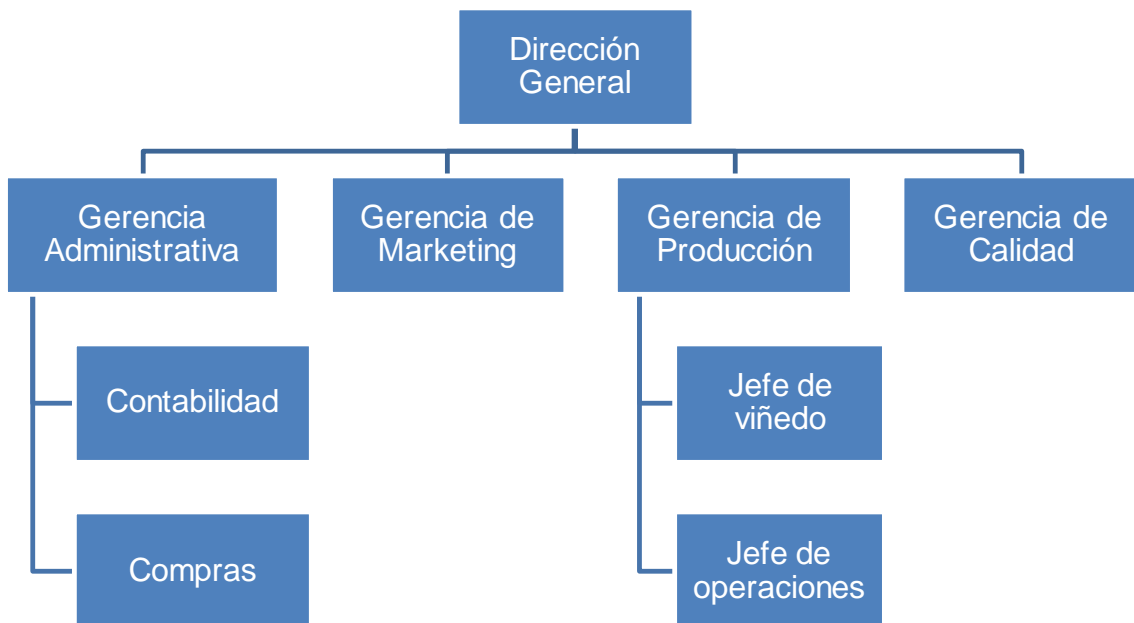 Dirección
General
Gerencia
Administrativa
Gerencia de
Marketing
Gerencia de
Producción
Gerencia de
Calidad
Contabilidad
Jefe de
viñedo
Compras
Jefe de
operaciones